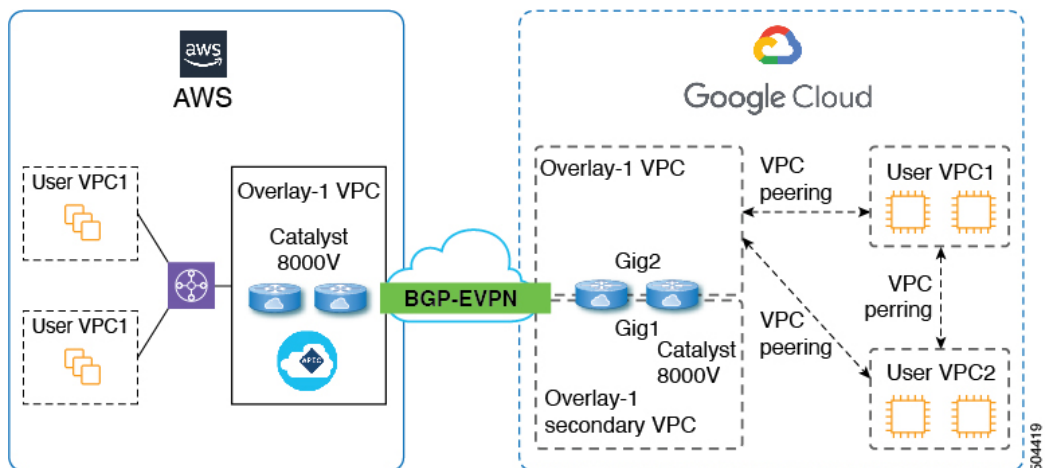 aws
AWS
User VPC1
User VPC1
Overlay-1 VPC
Catalyst
8000V
APIC
BGP-EVPN
Google Cloud
Overlay-1 VPC
Gig2
Gig1
Catalyst
8000V
Overlay-1
secondary VPC
VPC
peering
VPC
peering
User VPC1
VPC
perring
User VPC2
504419